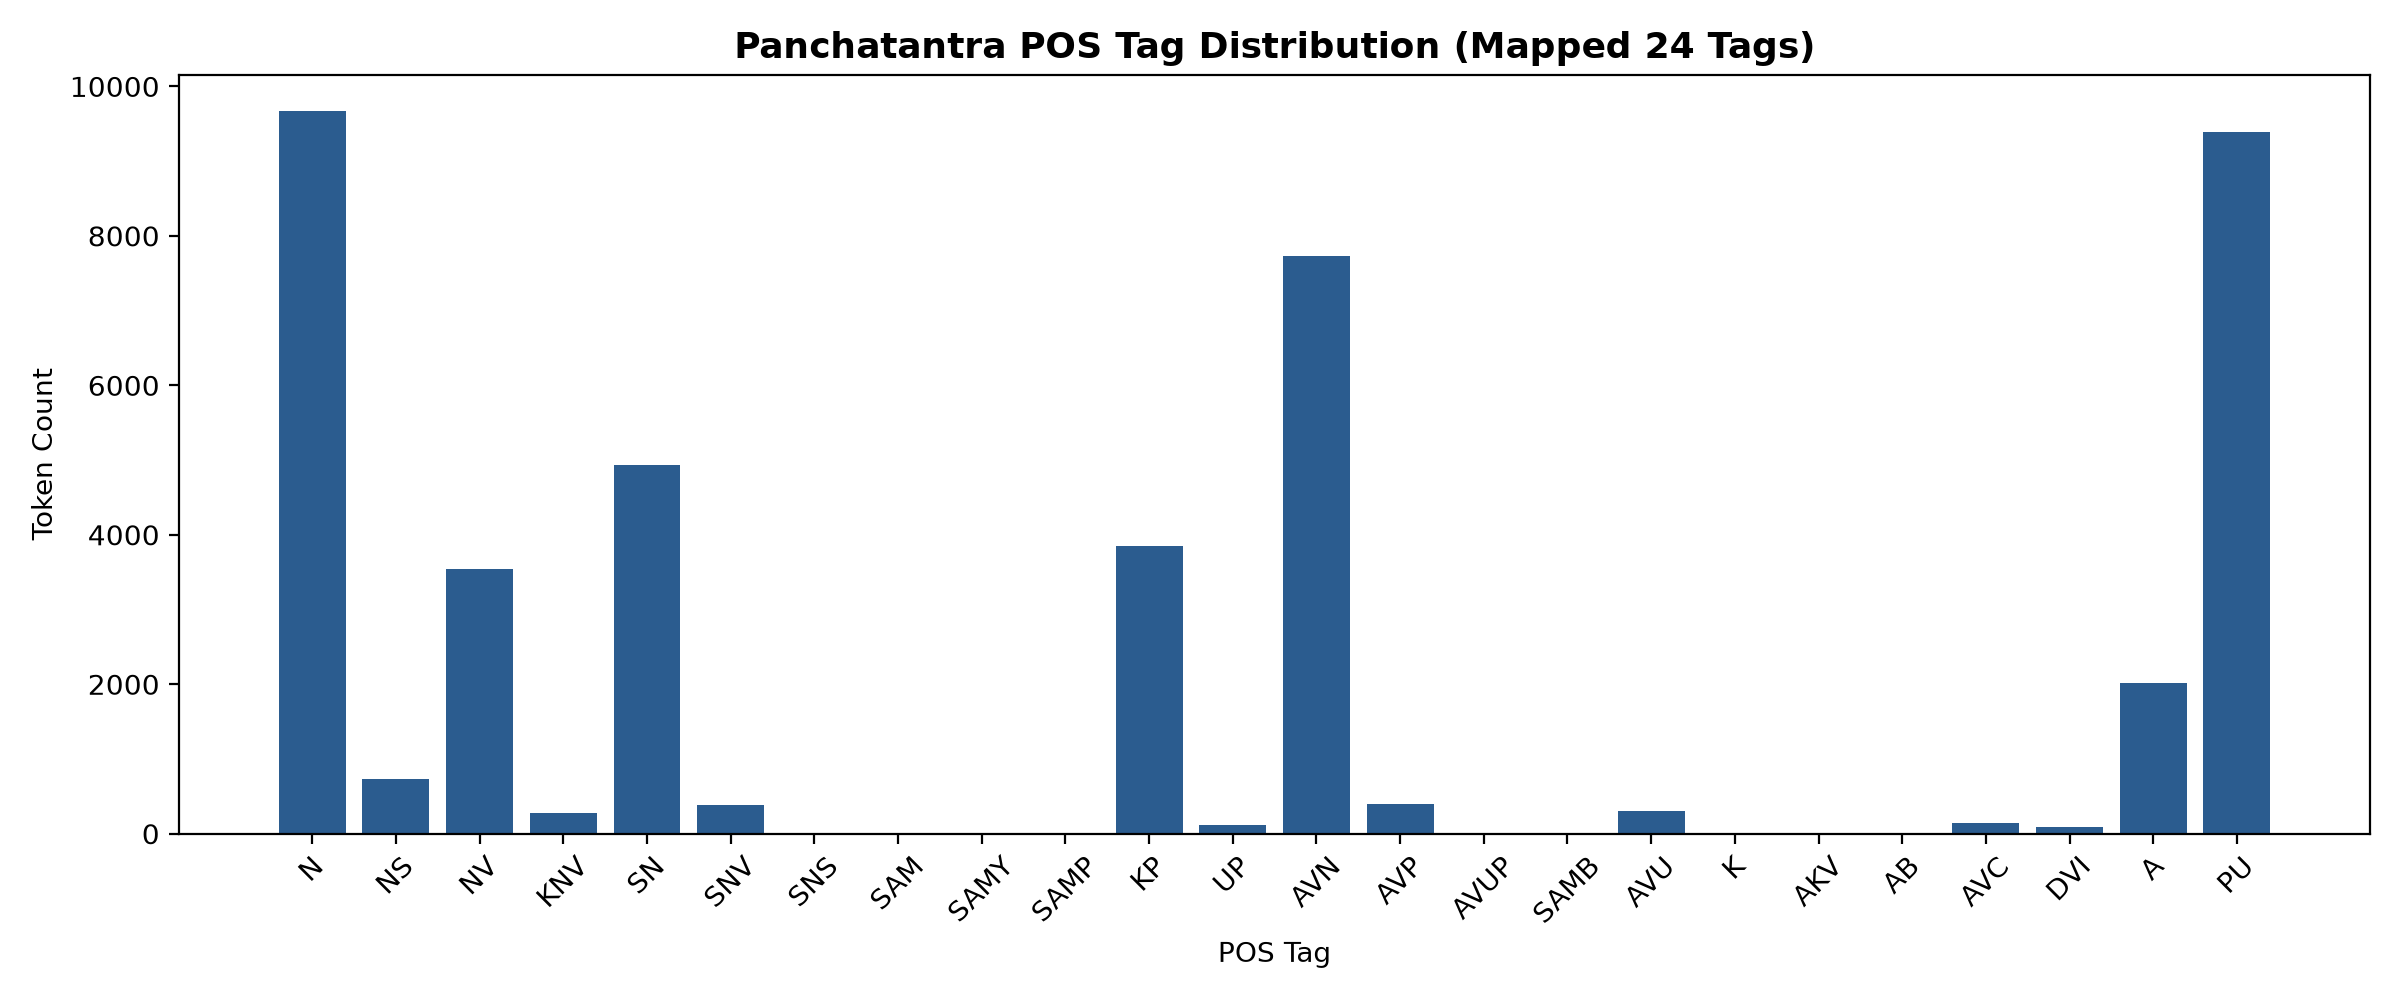 Panchatantra POS Tag Distribution (Mapped 24 Tags)
10000
8000
6000
4000
2000
0
Token Count
N NS NV KNV SN SNV SNS SAM SAMY SAMP KP UP AVN AVP AVUP SAMB AVU K AKV AB AVC DVI A PU
POS Tag